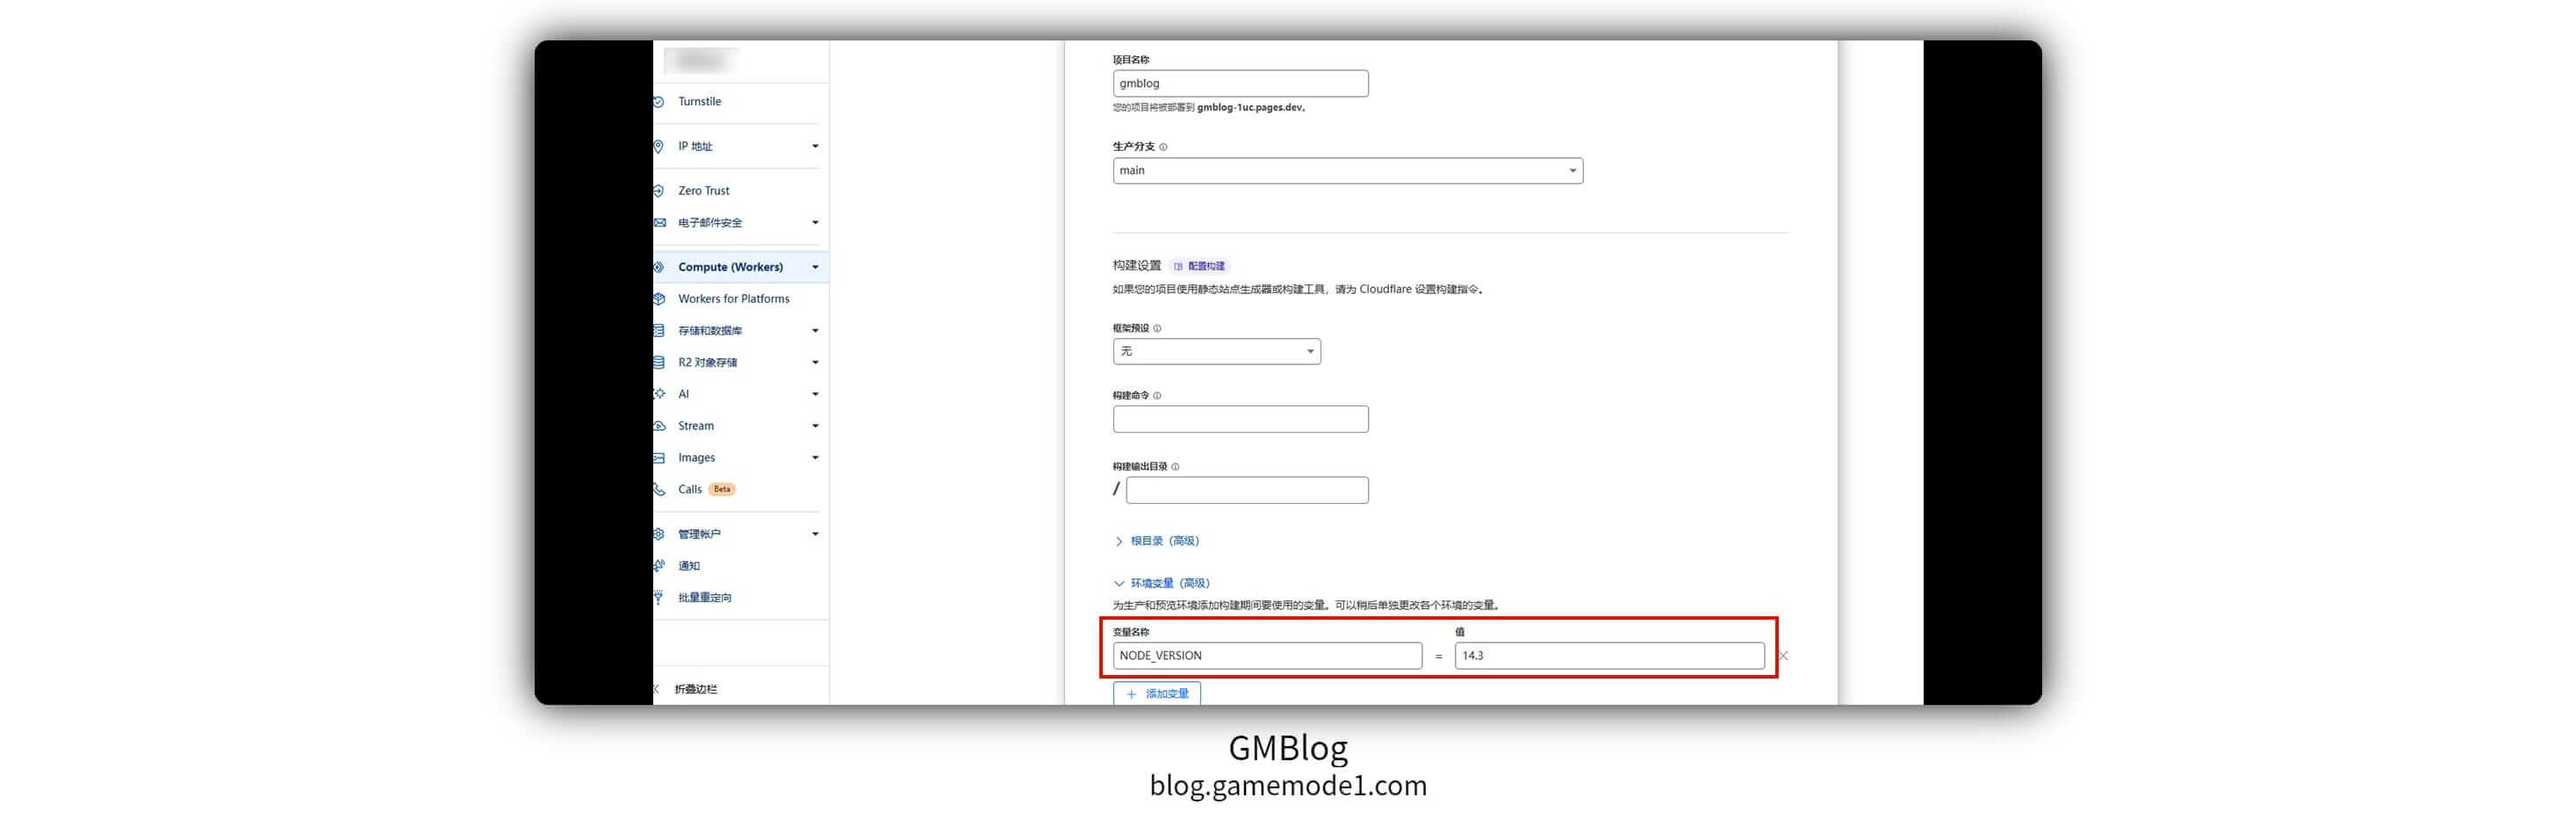 Turnstile
IP 地址
Zero Trust
电子邮件安全
Compute (Workers)
Workers for Platforms
存储和数据库
R2 对象存储
AI
Stream
Images
Calls Beta
管理帐户
通知
批量重定向
折叠边栏
项目名称
gmblog
您的项目将被部署到 gmblog-1uc.pages.dev。
生产分支
main
构建设置 配置构建
如果您的项目使用静态站点生成器或构建工具，请为 Cloudflare 设置构建指令。
框架预设
无
构建命令
构建输出目录
/
根目录（高级）
环境变量（高级）
为生产和预览环境添加构建期间要使用的变量。可以稍后单独更改各个环境的变量。
变量名称 值
NODE_VERSION = 14.3
+ 添加变量
GMBlog
blog.gamemode1.com